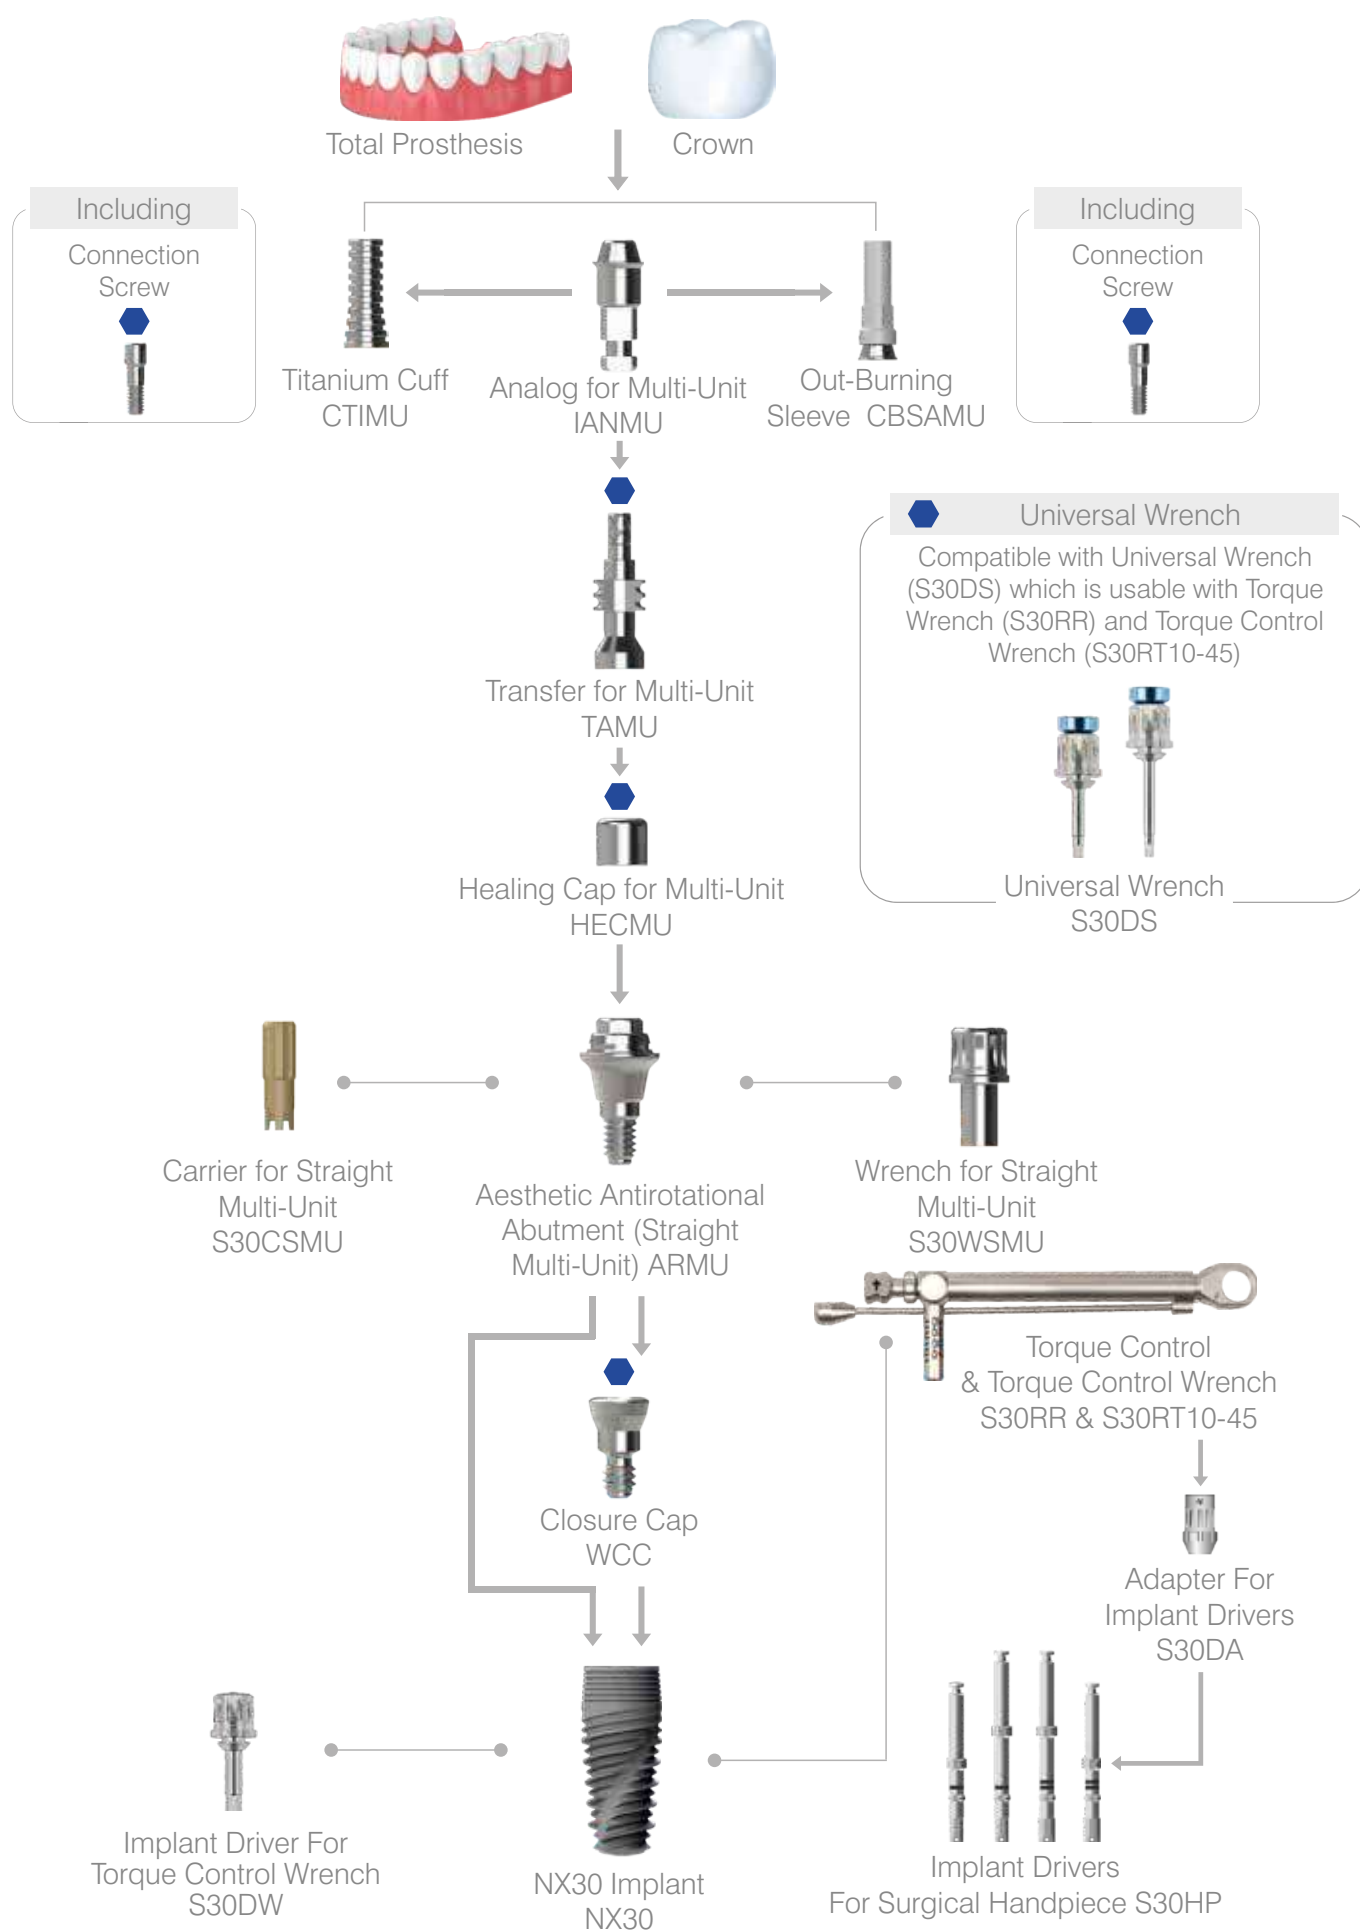 Total Prosthesis
Crown
Including
Connection
Screw
Including
Connection
Screw
Titanium Cuff
CTIMU
Analog for Multi-Unit
IANMU
Out-Burning
Sleeve CBSAMU
Universal Wrench
Compatible with Universal Wrench
(S30DS) which is usable with Torque
Wrench (S30RR) and Torque Control
Wrench (S30RT10-45)
Universal Wrench
S30DS
Transfer for Multi-Unit
TAMU
Healing Cap for Multi-Unit
HECMU
Carrier for Straight
Multi-Unit
S30CSMU
Aesthetic Antirotational
Abutment (Straight
Multi-Unit) ARMU
Wrench for Straight
Multi-Unit
S30WSMU
Torque Control
& Torque Control Wrench
S30RR & S30RT10-45
Closure Cap
WCC
Adapter For
Implant Drivers
S30DA
Implant Driver For
Torque Control Wrench
S30DW
NX30 Implant
NX30
Implant Drivers
For Surgical Handpiece S30HP